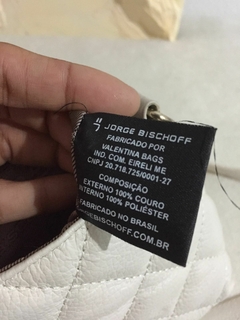 JORGE BISCHOFF
FABRICADO POR
VALENTINA BAGS
IND. COM. EIRELI ME
CNPJ 20.718.725/0001-27
COMPOSIÇÃO
EXTERNO 100% COURO
INTERNO 100% POLIÉSTER
FABRICADO NO BRASIL
JORGEBISCHOFF.COM.BR